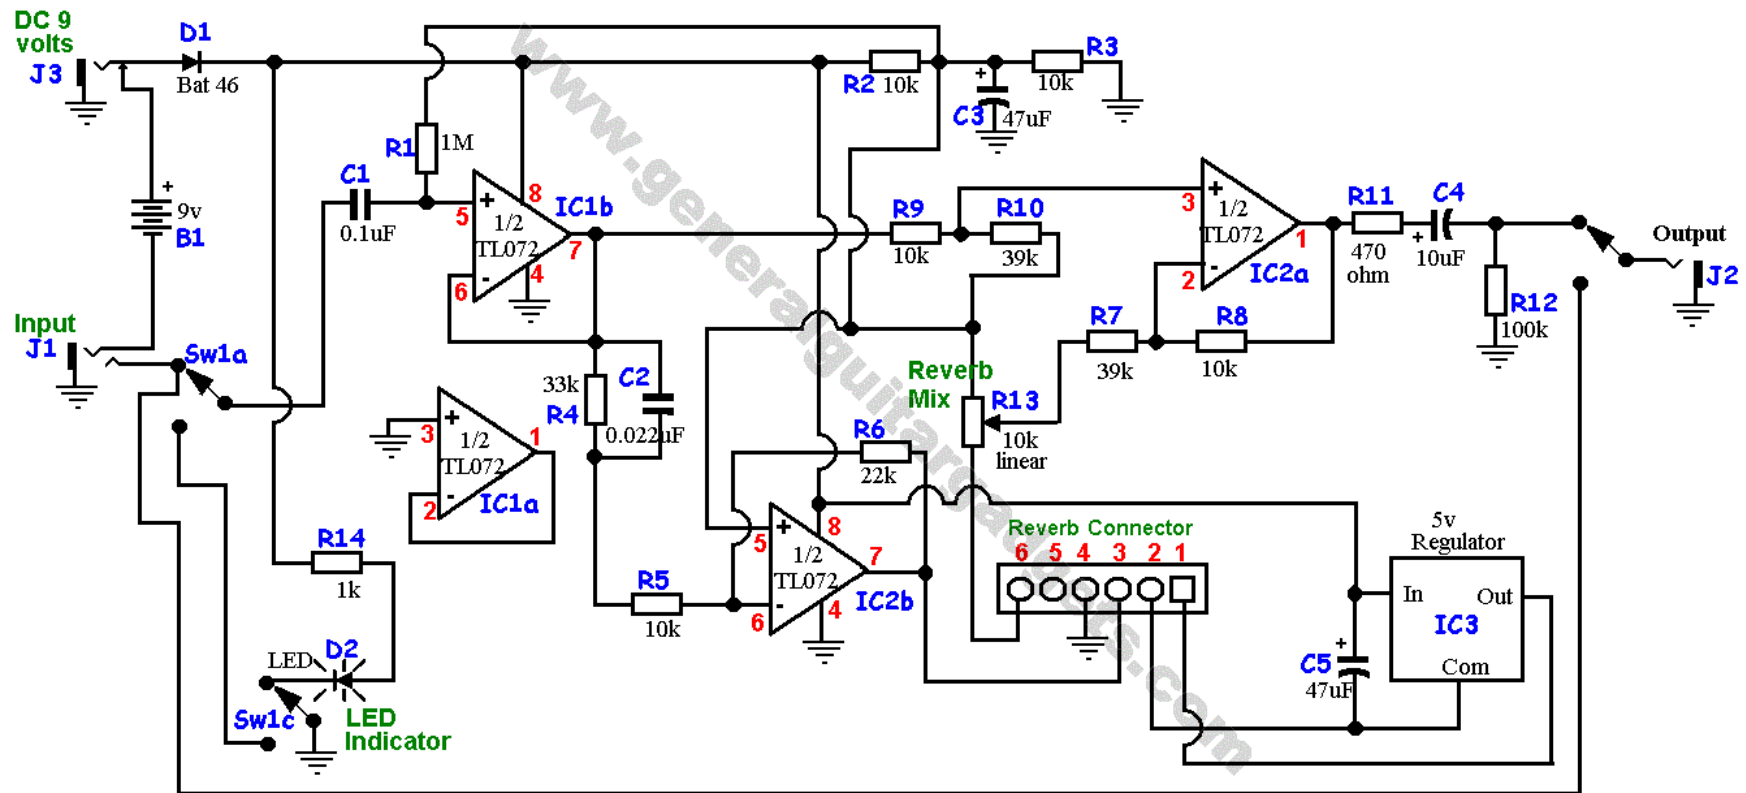 DC 9
volts
J3
D1
Bat 46
R2
10k
R3
10k
C3
+
47uF
R1
1M
C1
0.1uF
+
9v
B1
5
+
8
IC1b
1/2
TL072
7
6
-
4
R9
10k
R10
39k
3
+
1/2
TL072
1
2
-
IC2a
R11
470
ohm
C4
+
10uF
Output
J2
R12
100k
Input
J1
Sw1a
33k
R4
C2
0.022uF
R7
39k
R8
10k
Reverb
Mix
R13
10k
linear
3
+
1/2
TL072
1
2
-
IC1a
R6
22k
5
+
8
1/2
TL072
7
6
-
4
IC2b
R5
10k
R14
1k
Reverb Connector
6 5 4 3 2 1
5v
Regulator
In
Out
IC3
Com
C5
+
47uF
LED
D2
Sw1c
LED
Indicator
www.generalguitargadgets.com